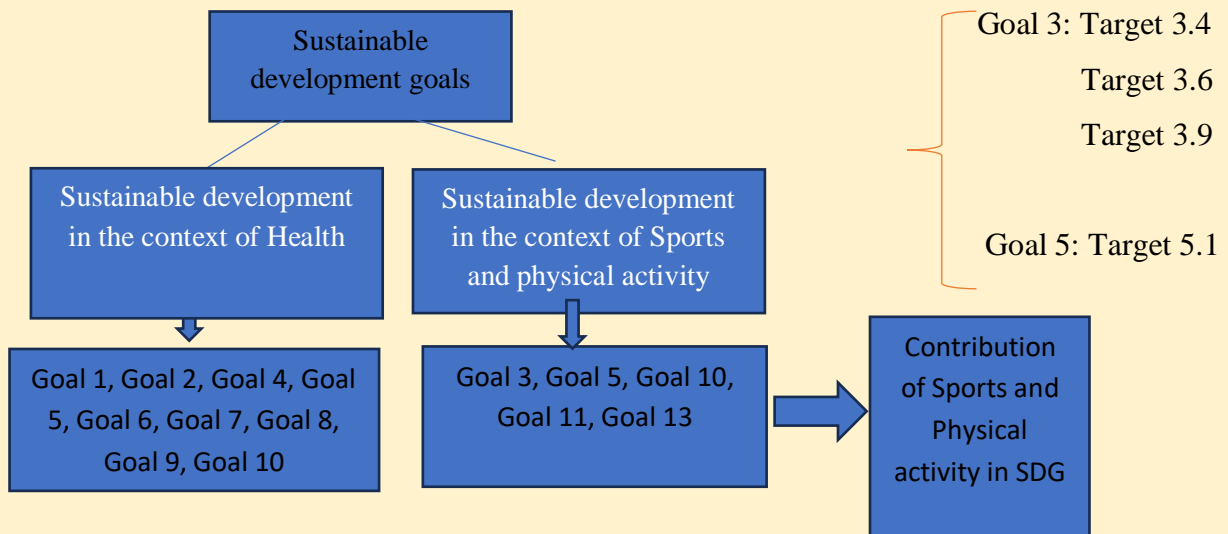 Sustainable
development goals
Goal 3: Target 3.4
Target 3.6
Target 3.9
Goal 5: Target 5.1
Sustainable development
in the context of Health
Sustainable development
in the context of Sports
and physical activity
Goal 1, Goal 2, Goal 4, Goal
5, Goal 6, Goal 7, Goal 8,
Goal 9, Goal 10
Goal 3, Goal 5, Goal 10,
Goal 11, Goal 13
Contribution
of Sports and
Physical
activity in SDG